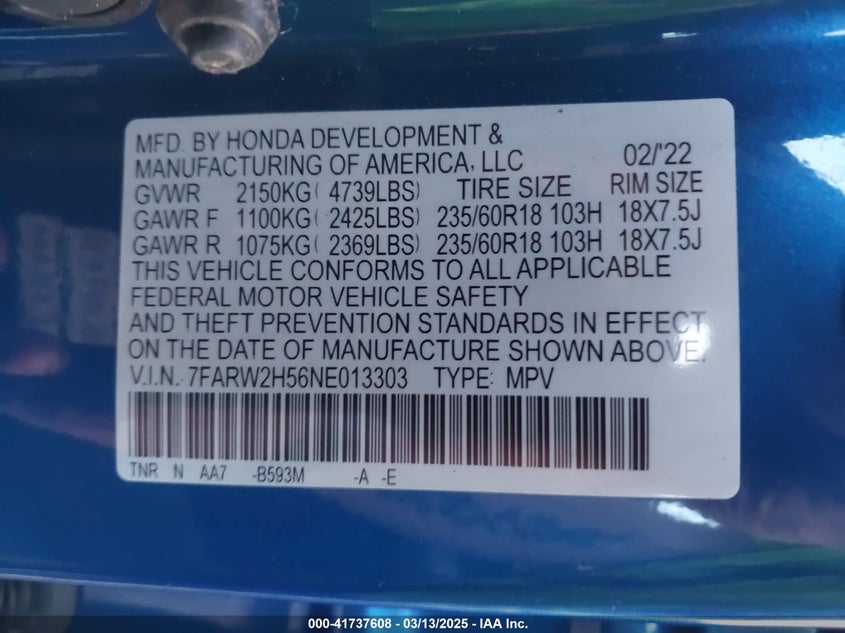 MFD. BY HONDA DEVELOPMENT &
MANUFACTURING OF AMERICA, LLC 02/'22
GVWR 2150KG( 4739LBS) TIRE SIZE RIM SIZE
GAWR F 1100KG( 2425LBS) 235/60R18 103H 18X7.5J
GAWR R 1075KG( 2369LBS) 235/60R18 103H 18X7.5J
THIS VEHICLE CONFORMS TO ALL APPLICABLE
FEDERAL MOTOR VEHICLE SAFETY
AND THEFT PREVENTION STANDARDS IN EFFECT
ON THE DATE OF MANUFACTURE SHOWN ABOVE.
V.I.N. 7FARW2H56NE013303 TYPE: MPV
TNR N AA7 -B593M -A -E
000-41737608 - 03/13/2025 - IAA Inc.